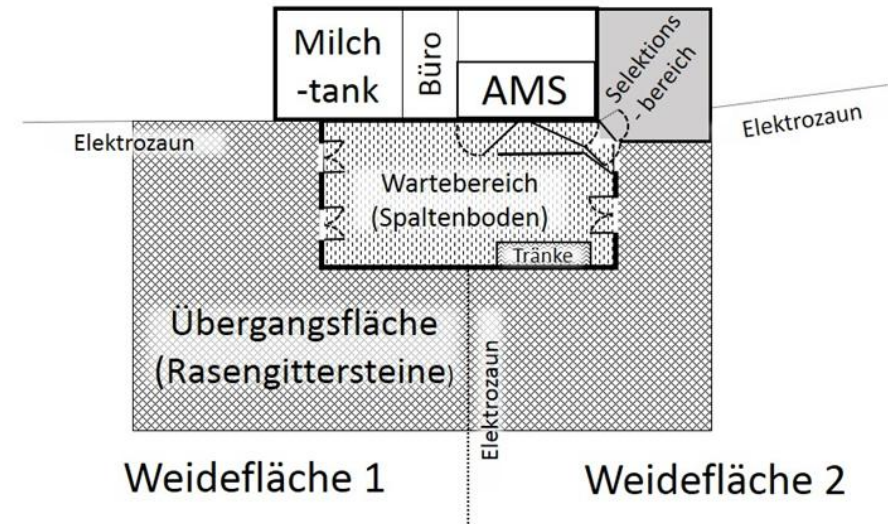 Milch
-tank
Büro
AMS
Selektions
- bereich
Elektrozaun
Elektrozaun
Wartebereich
(Spaltenboden)
Tränke
Übergangsfläche
(Rasengittersteine)
Elektrozaun
Weidefläche 1
Weidefläche 2